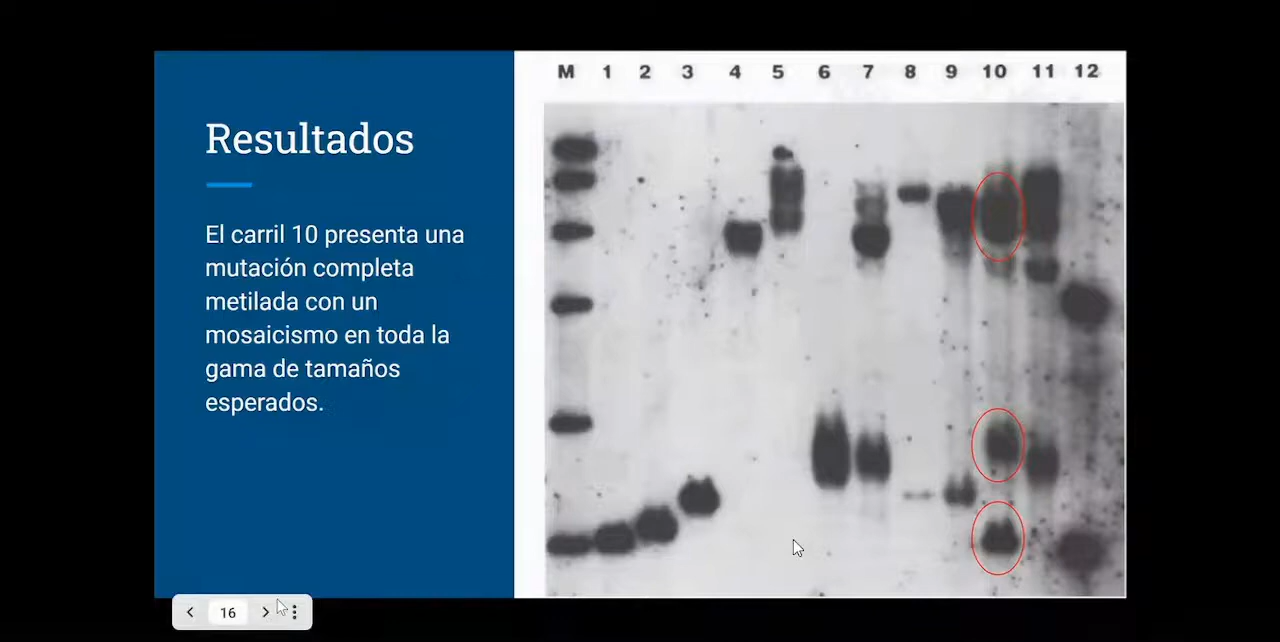 M 1 2 3 4 5 6 7 8 9 10 11 12
Resultados
El carril 10 presenta una
mutación completa
metilada con un
mosaicismo en toda la
gama de tamaños
esperados.
16